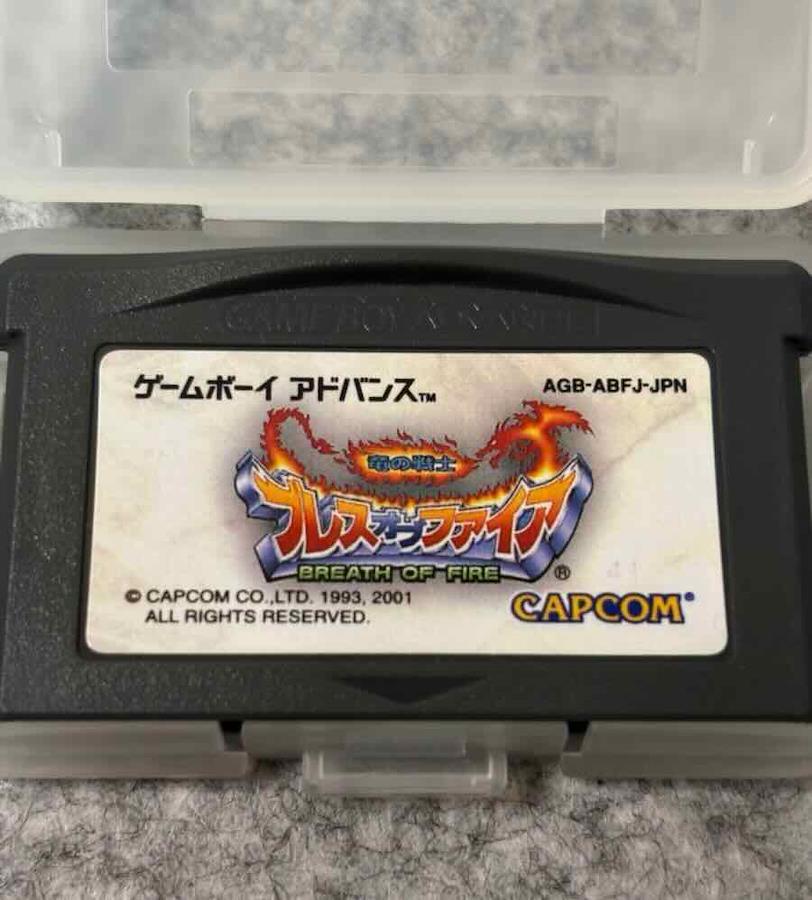 GAME BOY ADVANCE
ゲームボーイ アドバンス™
AGB-ABFJ-JPN
竜の戦士
ブレス オブ ファイア
BREATH OF FIRE®
41
© CAPCOM CO.,LTD. 1993, 2001
ALL RIGHTS RESERVED.
CAPCOM®